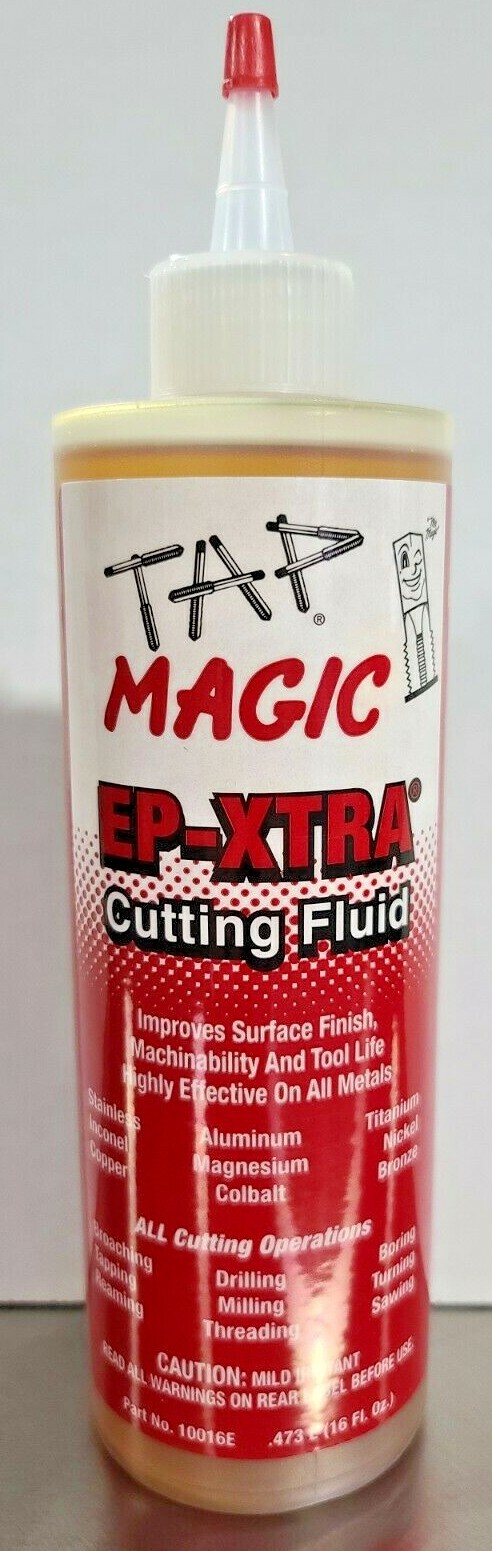 TAP®
MAGIC
EP-XTRA®
Cutting Fluid
Improves Surface Finish,
Machinability And Tool Life
Highly Effective On All Metals
Stainless Aluminum Titanium
Inconel Magnesium Nickel
Copper Colbalt Bronze
ALL Cutting Operations
Broaching Drilling Boring
Tapping Milling Turning
Reaming Threading Sawing
CAUTION: MILD IRRITANT
READ ALL WARNINGS ON REAR LABEL BEFORE USE
Part No. 10016E .473 L (16 Fl. Oz.)